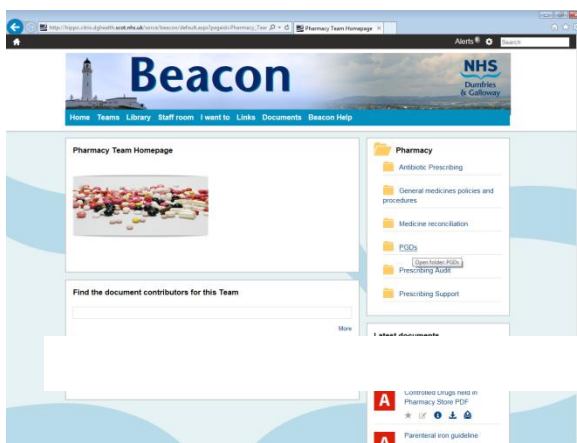 Pharmacy Team Homepage
Alerts
Search
Beacon
NHS
Dumfries
& Galloway
Home Teams Library Staff room I want to Links Documents Beacon Help
Pharmacy Team Homepage
Find the document contributors for this Team
More
Pharmacy
Antibiotic Prescribing
General medicines policies and
procedures
Medicine reconciliation
PGDs
Open folder: PGDs
Prescribing Audit
Prescribing Support
Latest documents
Controlled Drugs held in
Pharmacy Store PDF
Parenteral iron guideline